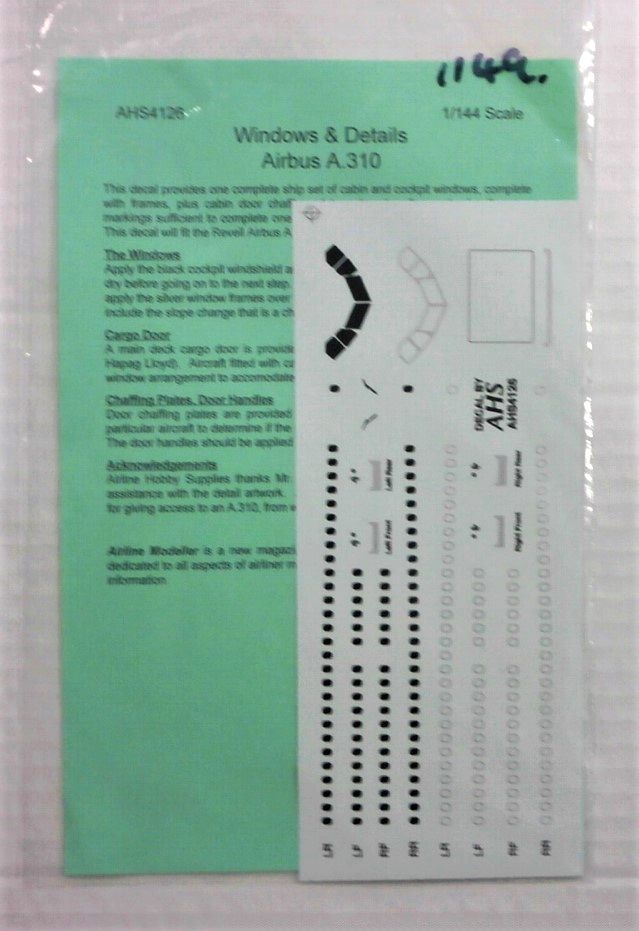 1149.
AHS4126
1/144 Scale
Windows & Details
Airbus A.310
This decal provides one complete ship set of cabin and cockpit windows, complete
with frames, plus cabin door chaff
markings sufficient to complete one
This decal will fit the Revell Airbus A
The Windows
Apply the black cockpit windshield a
dry before going on to the next step.
apply the silver window frames over
include the slope change that is a ch
Cargo Door
A main deck cargo door is provide
Hapag Lloyd). Aircraft fitted with ca
window arrangement to accomodate
Chaffing Plates, Door Handles
Door chaffing plates are provided
particular aircraft to determine if the
The door handles should be applied
Acknowledgements
Airline Hobby Supplies thanks Mr.
assistance with the detail artwork.
for giving access to an A.310, from w
Airline Modeller is a new magazi
dedicated to all aspects of airliner m
information.
DECAL BY
AHS
AHS4126
Left Rear
Right Rear
Left Front
Right Front
LR
LF
RF
RR
LR
LF
RF
RR